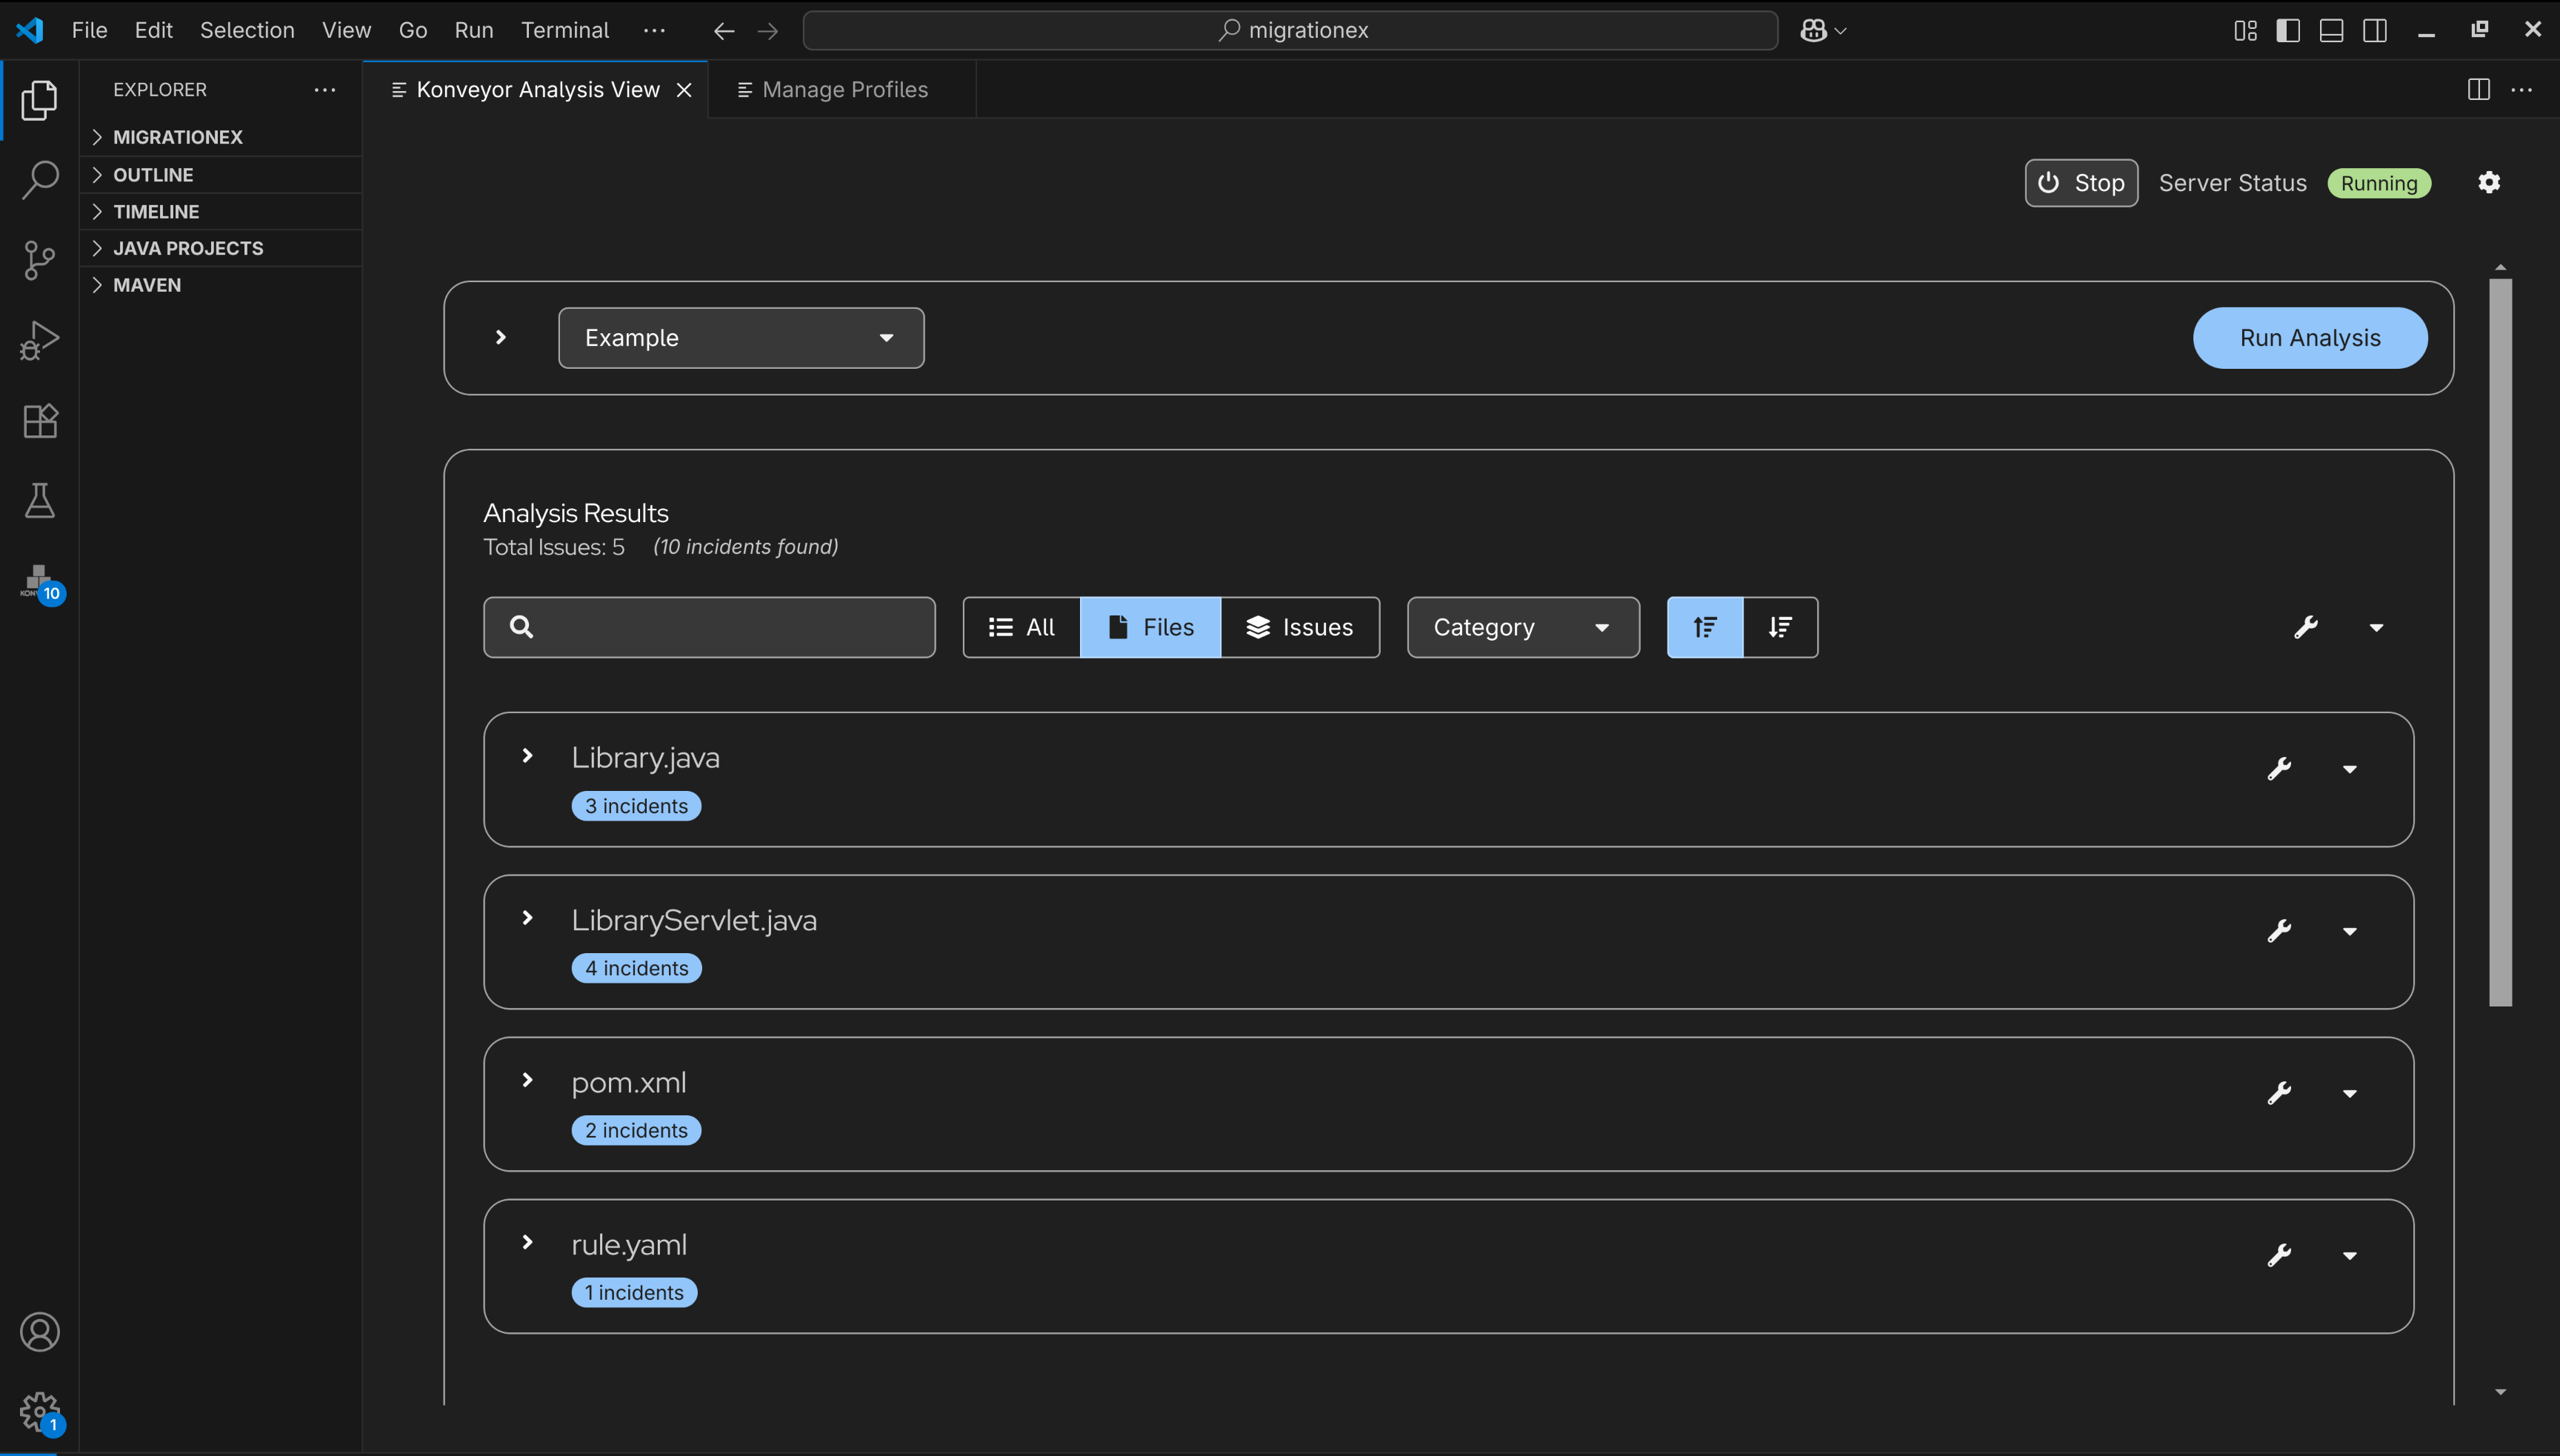 File Edit Selection View Go Run Terminal ··· migrationex
EXPLORER ···
MIGRATIONEX
OUTLINE
TIMELINE
JAVA PROJECTS
MAVEN
10
1
Konveyor Analysis View Manage Profiles ···
Stop Server Status Running
Example Run Analysis
Analysis Results
Total Issues: 5 (10 incidents found)
All Files Issues Category
Library.java
3 incidents
LibraryServlet.java
4 incidents
pom.xml
2 incidents
rule.yaml
1 incidents